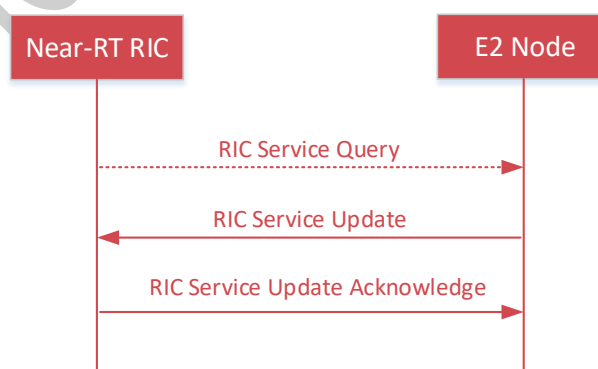 Near-RT RIC
E2 Node
RIC Service Query
RIC Service Update
RIC Service Update Acknowledge